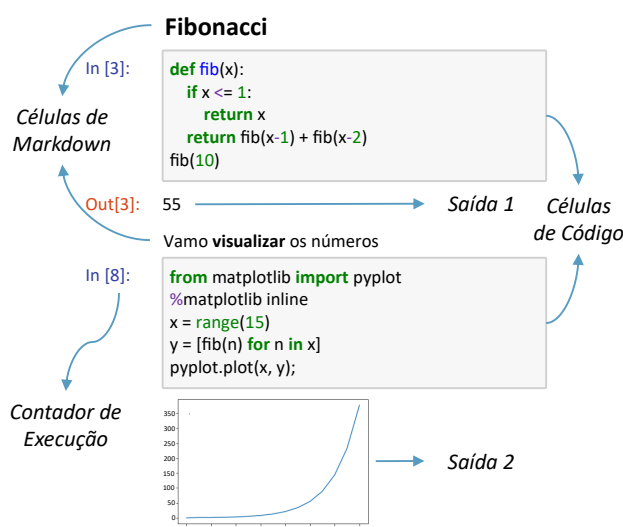 Fibonacci
In [3]:
def fib(x):
if x <= 1:
return x
return fib(x-1) + fib(x-2)
fib(10)
Células de
Markdown
Out[3]: 55
Saída 1
Células
de Código
Vamo visualizar os números
In [8]:
from matplotlib import pyplot
%matplotlib inline
x = range(15)
y = [fib(n) for n in x]
pyplot.plot(x, y);
Contador de
Execução
350
300
250
200
150
100
50
0
Saída 2